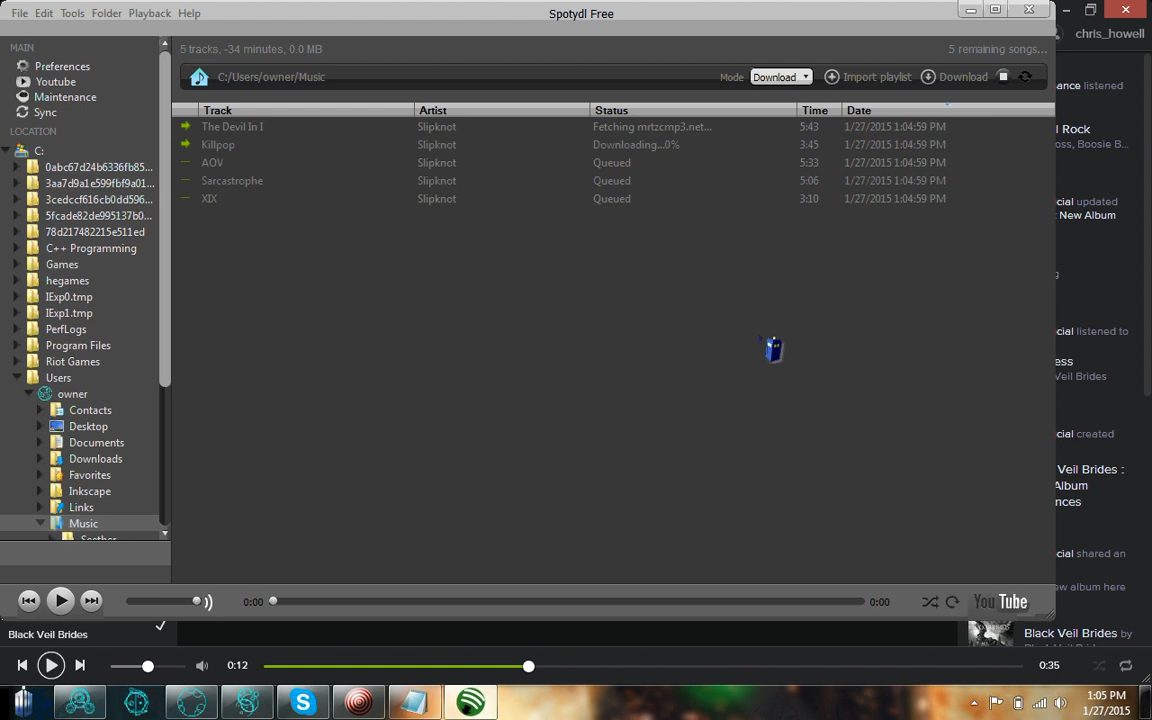 Spotydl Free
File Edit Tools Folder Playback Help
chris_howell
MAIN
Preferences
Youtube
Maintenance
Sync
LOCATION
C:
0abc67d24b6336fb85...
3aa7d9a1e599fbf9a01...
3cedccf616cb0dd596...
5fcade82de995137b0...
78d217482215e511ed
C++ Programming
Games
hegames
IExp0.tmp
IExp1.tmp
PerfLogs
Program Files
Riot Games
Users
owner
Contacts
Desktop
Documents
Downloads
Favorites
Inkscape
Links
Music
Seether
5 tracks, -34 minutes, 0.0 MB
5 remaining songs...
C:/Users/owner/Music
Mode Download Import playlist Download
Track Artist Status Time Date
The Devil In I Slipknot Fetching mrtzcmp3.net... 5:43 1/27/2015 1:04:59 PM
Killpop Slipknot Downloading...0% 3:45 1/27/2015 1:04:59 PM
AOV Slipknot Queued 5:33 1/27/2015 1:04:59 PM
Sarcastrophe Slipknot Queued 5:06 1/27/2015 1:04:59 PM
XIX Slipknot Queued 3:10 1/27/2015 1:04:59 PM
ance listened
l Rock
oss, Boosie B...
cial updated
t New Album
cial listened to
ess
Veil Brides
cial created
Veil Brides :
Album
nces
cial shared an
ew album here
0:00 0:00 YouTube
Black Veil Brides
Black Veil Brides by
0:12 0:35
1:05 PM
1/27/2015